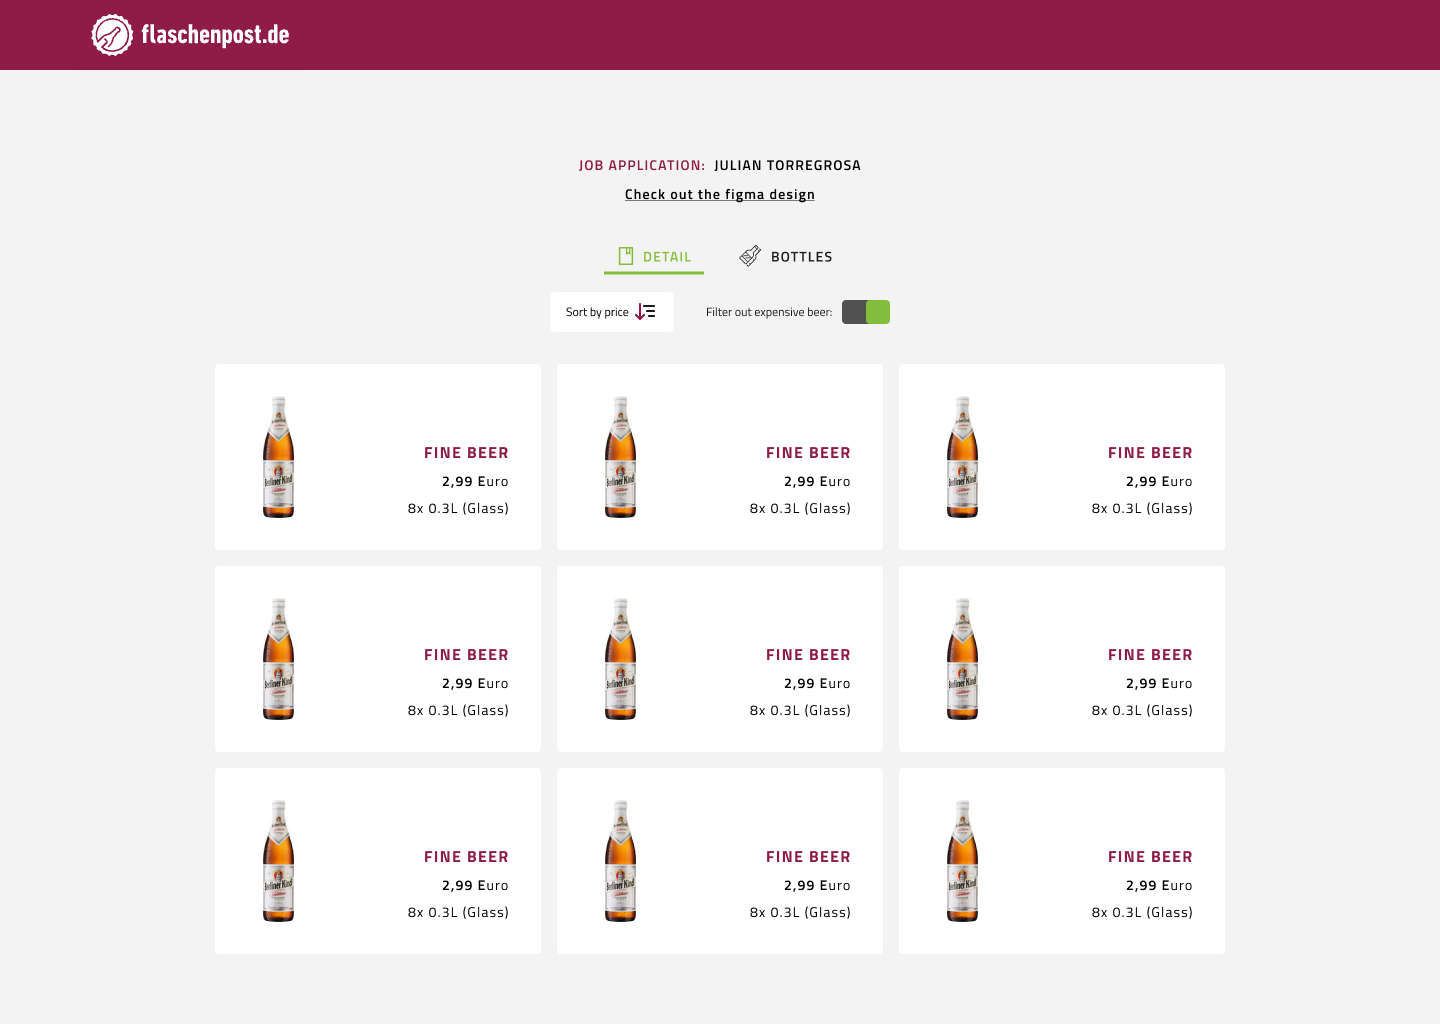 flaschenpost.de
JOB APPLICATION: JULIAN TORREGROSA
Check out the figma design
DETAIL
BOTTLES
Sort by price
Filter out expensive beer:
Berliner Kindl
FINE BEER
2,99 Euro
8x 0.3L (Glass)
Berliner Kindl
FINE BEER
2,99 Euro
8x 0.3L (Glass)
Berliner Kindl
FINE BEER
2,99 Euro
8x 0.3L (Glass)
Berliner Kindl
FINE BEER
2,99 Euro
8x 0.3L (Glass)
Berliner Kindl
FINE BEER
2,99 Euro
8x 0.3L (Glass)
Berliner Kindl
FINE BEER
2,99 Euro
8x 0.3L (Glass)
Berliner Kindl
FINE BEER
2,99 Euro
8x 0.3L (Glass)
Berliner Kindl
FINE BEER
2,99 Euro
8x 0.3L (Glass)
Berliner Kindl
FINE BEER
2,99 Euro
8x 0.3L (Glass)